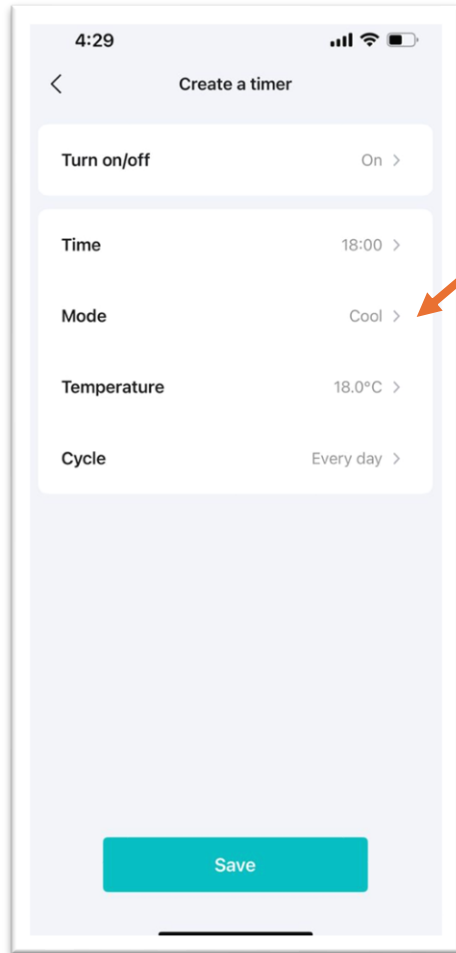 4:29
Create a timer
Turn on/off On
Time 18:00
Mode Cool
Temperature 18.0°C
Cycle Every day
Save